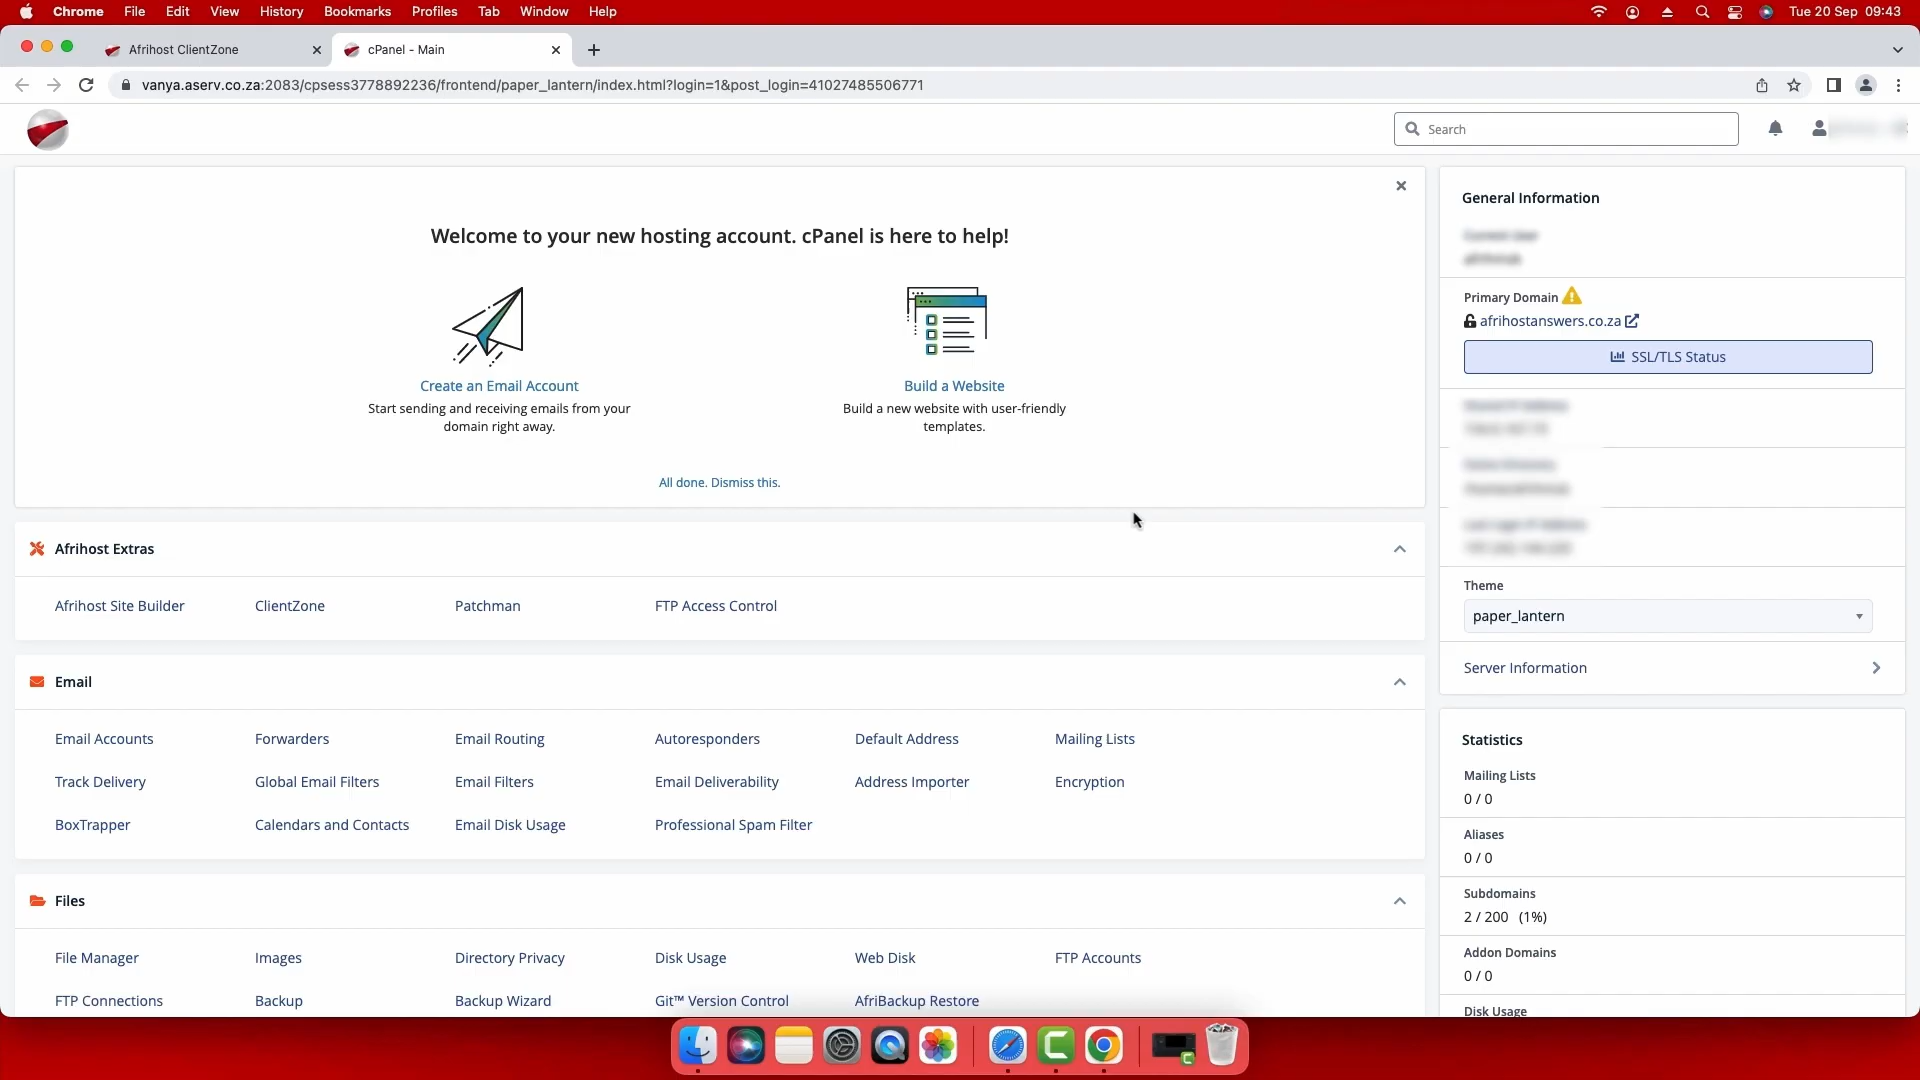 Chrome File Edit View History Bookmarks Profiles Tab Window Help Tue 20 Sep 09:43
Afrihost ClientZone cPanel - Main
vanya.aserv.co.za:2083/cpsess3778892236/frontend/paper_lantern/index.html?login=1&post_login=41027485506771
Search
Welcome to your new hosting account. cPanel is here to help!
Create an Email Account
Start sending and receiving emails from your
domain right away.
Build a Website
Build a new website with user-friendly
templates.
All done. Dismiss this.
Afrihost Extras
Afrihost Site Builder ClientZone Patchman FTP Access Control
Email
Email Accounts Forwarders Email Routing Autoresponders Default Address Mailing Lists
Track Delivery Global Email Filters Email Filters Email Deliverability Address Importer Encryption
BoxTrapper Calendars and Contacts Email Disk Usage Professional Spam Filter
Files
File Manager Images Directory Privacy Disk Usage Web Disk FTP Accounts
FTP Connections Backup Backup Wizard Git™ Version Control AfriBackup Restore
General Information
Primary Domain
afrihostanswers.co.za
SSL/TLS Status
Theme
paper_lantern
Server Information
Statistics
Mailing Lists
0 / 0
Aliases
0 / 0
Subdomains
2 / 200 (1%)
Addon Domains
0 / 0
Disk Usage